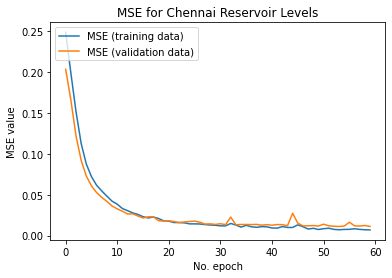 MSE for Chennai Reservoir Levels
MSE (training data)
MSE (validation data)
MSE value
0.25
0.20
0.15
0.10
0.05
0.00
0 10 20 30 40 50 60
No. epoch